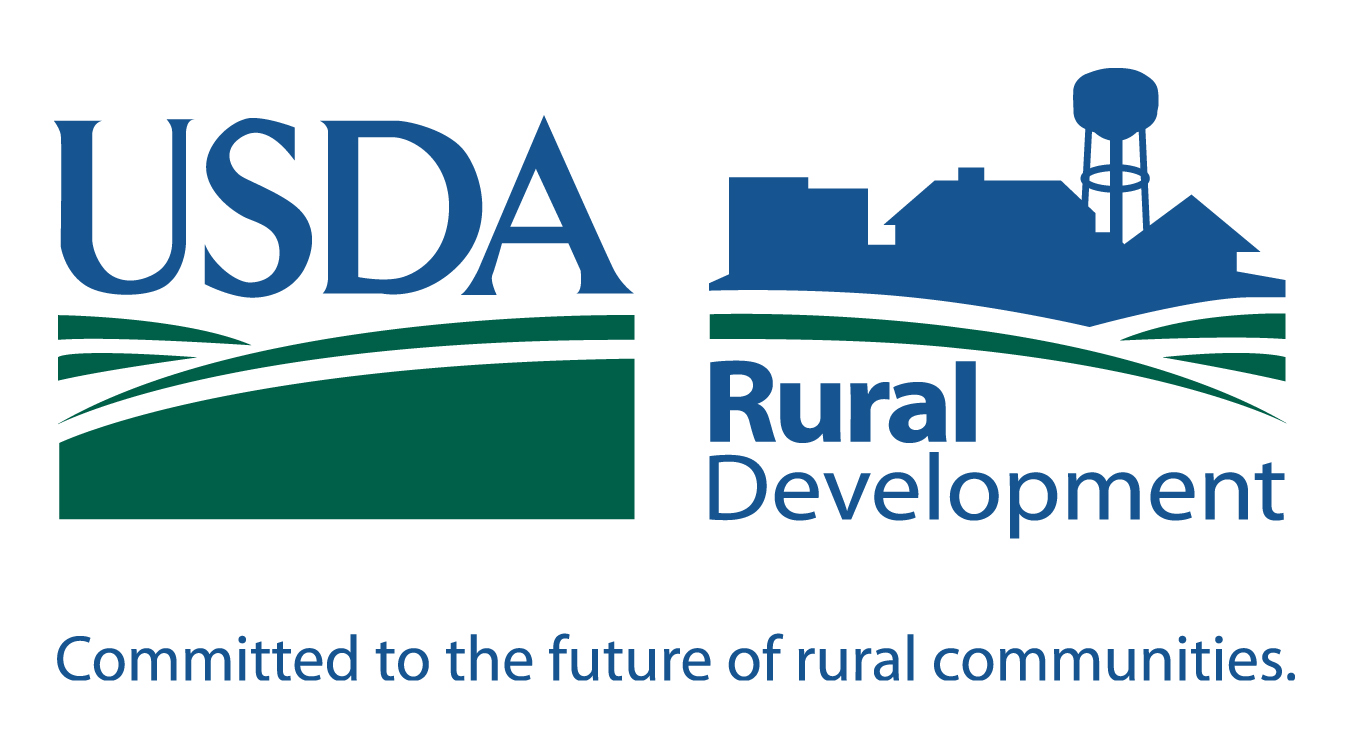 USDA
Rural
Development
Committed to the future of rural communities.